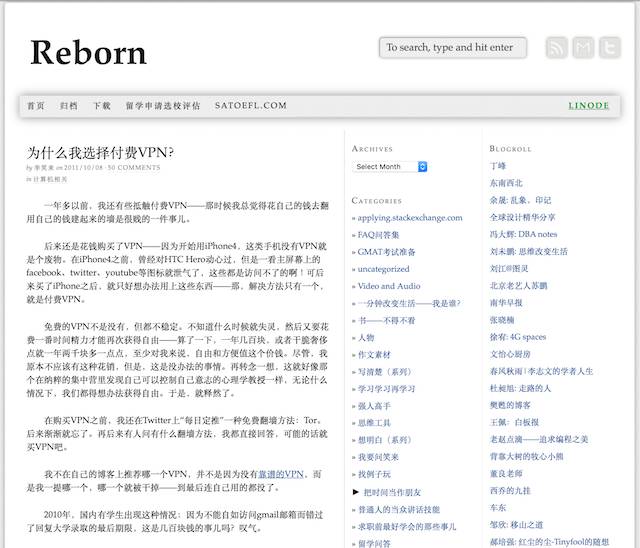 Reborn
To search, type and hit enter
首页 归档 下载 留学申请选校评估 SATOEFL.COM LINODE
为什么我选择付费VPN?
by 李笑来 on 2011/10/08 · 50 COMMENTS
in 计算机相关
一年多以前，我还有些抵触付费VPN——那时候我总觉得花自己的钱去翻
用自己的钱建起来的墙是很贱的一件事儿。
后来还是花钱购买了VPN——因为开始用iPhone4，这类手机没有VPN就
是个废物。在iPhone4之前，曾经对HTC Hero动心过，但是一看主屏幕上的
facebook、twitter、youtube等图标就泄气了，这些都是访问不了的啊！可后
来买了iPhone之后，就只好想办法用上这些东西——那，解决方法只有一个，
就是付费VPN。
免费的VPN不是没有，但都不稳定。不知道什么时候就失灵，然后又要花
费一番时间精力才能再次获得自由——算了一下，一年几百块，或者干脆奢侈
点就一年两千块多一点点，至少对我来说，自由和方便值这个价钱。尽管，我
原本不应该有这种花销，但是，这是没办法的事情。再转念一想，这就好像那
个在纳粹的集中营里发现自己可以控制自己意志的心理学教授一样，无论什么
情况下，我们都得想办法获得自由。于是，就释然了。
在购买VPN之前，我还在Twitter上“每日定推”一种免费翻墙方法：Tor。
后来渐渐就忘了。再后来有人问有什么翻墙方法，我都直接回答，可能的话就
买VPN吧。
我不在自己的博客上推荐哪一个VPN，并不是因为没有靠谱的VPN，而
是我一提哪一个，哪一个就被干掉——到最后连自己用的都没了。
2010年，国内有学生出现这种情况：因为不能自如访问gmail邮箱而错过
了回复大学录取的最后期限，这是几百块钱的事儿吗？叹气。
ARCHIVES
Select Month
CATEGORIES
» applying.stackexchange.com
» FAQ问答集
» GMAT考试准备
» uncategorized
» Video and Audio
» 一分钟改变生活——我是谁?
» 书——不得不看
» 人物
» 作文素材
» 写清楚（系列）
» 学习学习再学习
» 强人高手
» 思维工具
» 想明白（系列）
» 我要问笑来
» 找例子玩
► 把时间当作朋友
» 普通人的当众讲话技能
» 求职前最好学会的那些事儿
» 留学问答
BLOGROLL
丁峰
东南西北
余晟: 乱象，印记
全球设计精华分享
冯大辉: DBA notes
刘未鹏: 思维改变生活
刘江@图灵
北京老艺人苏鹏
南华早报
张晓楠
徐宥: 4G spaces
文怡心厨房
春风秋雨|李志文的学者人生
杜昶旭: 走路的人
樊甦的博客
王佩: 白板报
老赵点滴——追求编程之美
背靠大树的牧心小熊
董良老师
西乔的九挂
车东
邹欣: 移山之道
郝培强: 红尘的尘-Tinyfool的随想